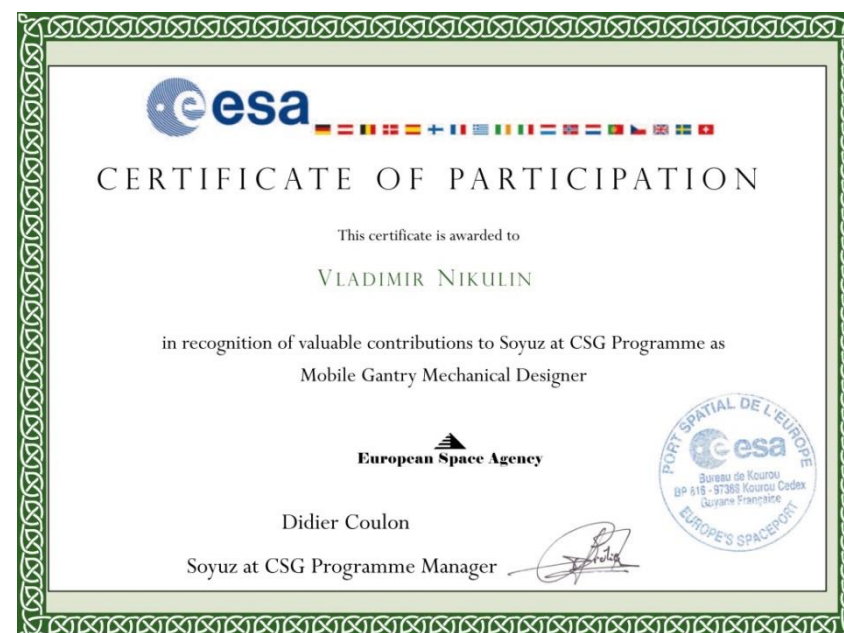 esa
CERTIFICATE OF PARTICIPATION
This certificate is awarded to
VLADIMIR NIKULIN
in recognition of valuable contributions to Soyuz at CSG Programme as
Mobile Gantry Mechanical Designer
European Space Agency
PORT SPATIAL DE L'EUROPE
esa
Bureau de Kourou
BP 816 - 97388 Kourou Cedex
Guyane Française
EUROPE'S SPACEPORT
Didier Coulon
Soyuz at CSG Programme Manager